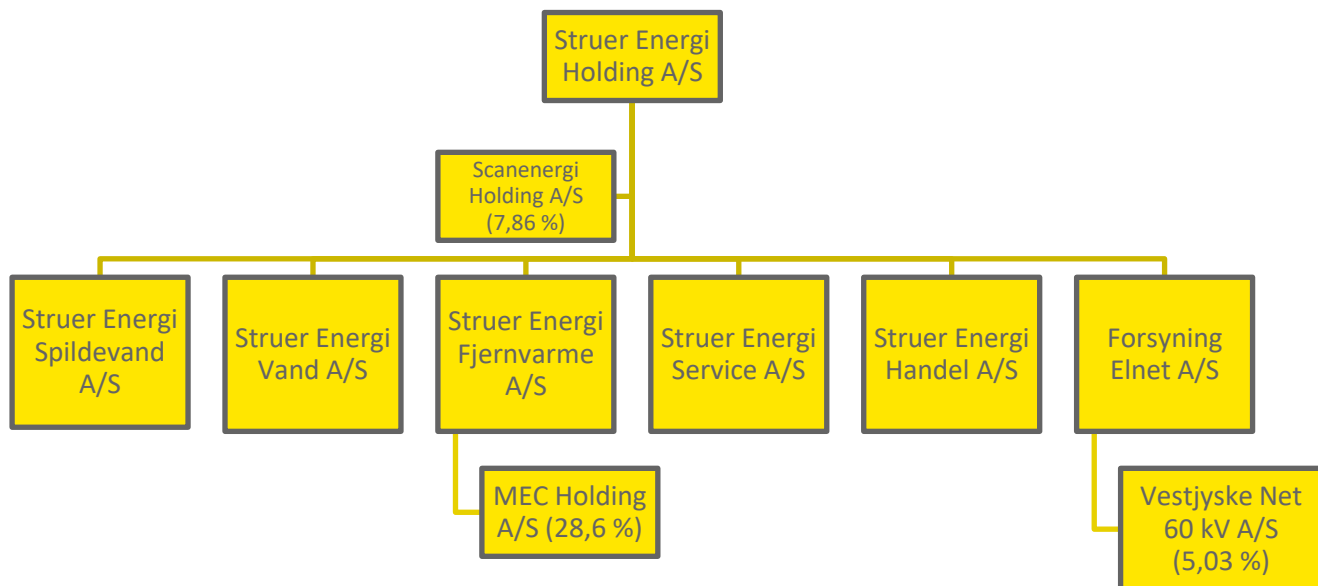 Struer Energi
Holding A/S
Scanenergi
Holding A/S
(7,86 %)
Struer Energi
Spildevand
A/S
Struer Energi
Vand A/S
Struer Energi
Fjernvarme
A/S
Struer Energi
Service A/S
Struer Energi
Handel A/S
Forsyning
Elnet A/S
MEC Holding
A/S (28,6 %)
Vestjyske Net
60 kV A/S
(5,03 %)